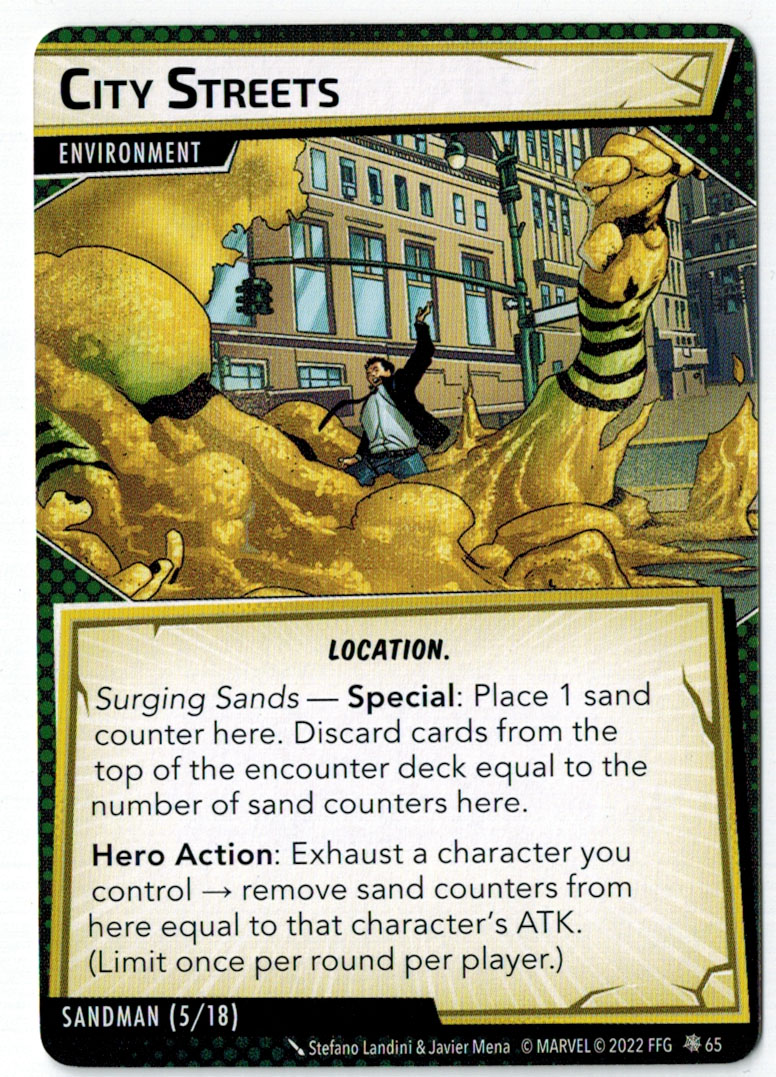 CITY STREETS
ENVIRONMENT
LOCATION.
Surging Sands — Special: Place 1 sand
counter here. Discard cards from the
top of the encounter deck equal to the
number of sand counters here.
Hero Action: Exhaust a character you
control → remove sand counters from
here equal to that character's ATK.
(Limit once per round per player.)
SANDMAN (5/18)
Stefano Landini & Javier Mena © MARVEL © 2022 FFG 65